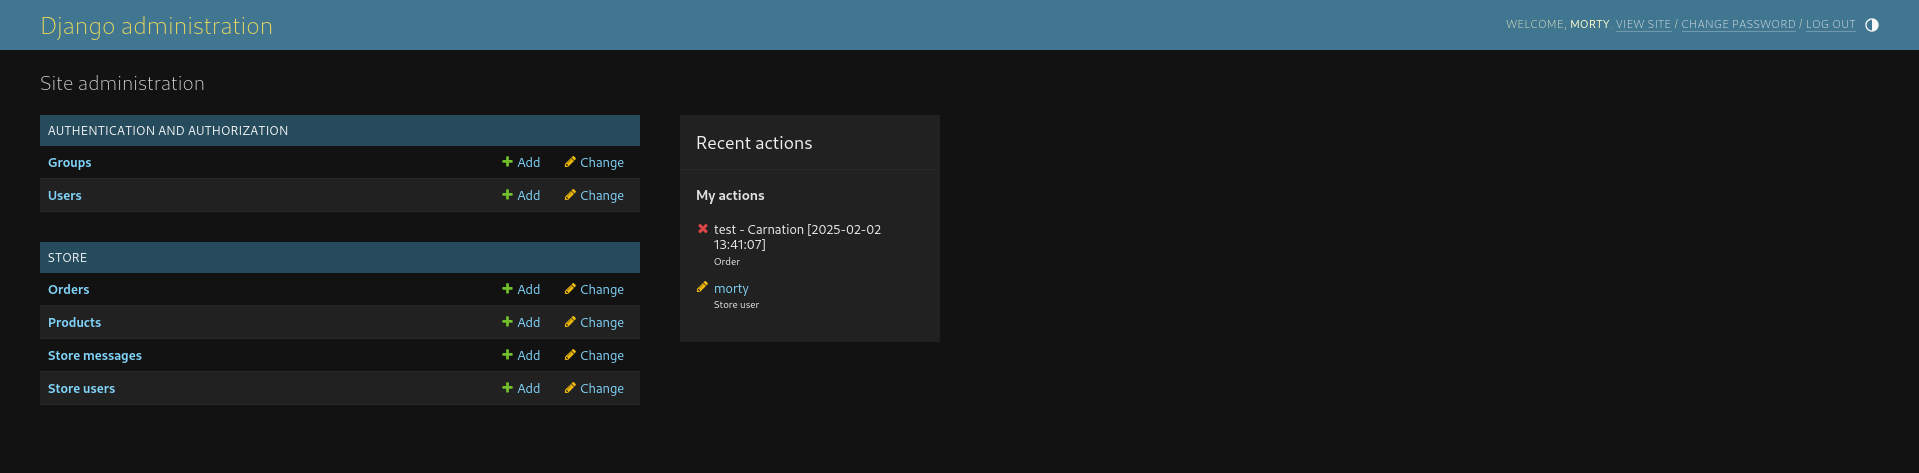 Django administration
WELCOME, MORTY. VIEW SITE / CHANGE PASSWORD / LOG OUT
Site administration
AUTHENTICATION AND AUTHORIZATION
Groups Add Change
Users Add Change
STORE
Orders Add Change
Products Add Change
Store messages Add Change
Store users Add Change
Recent actions
My actions
test - Carnation [2025-02-02
13:41:07]
Order
morty
Store user